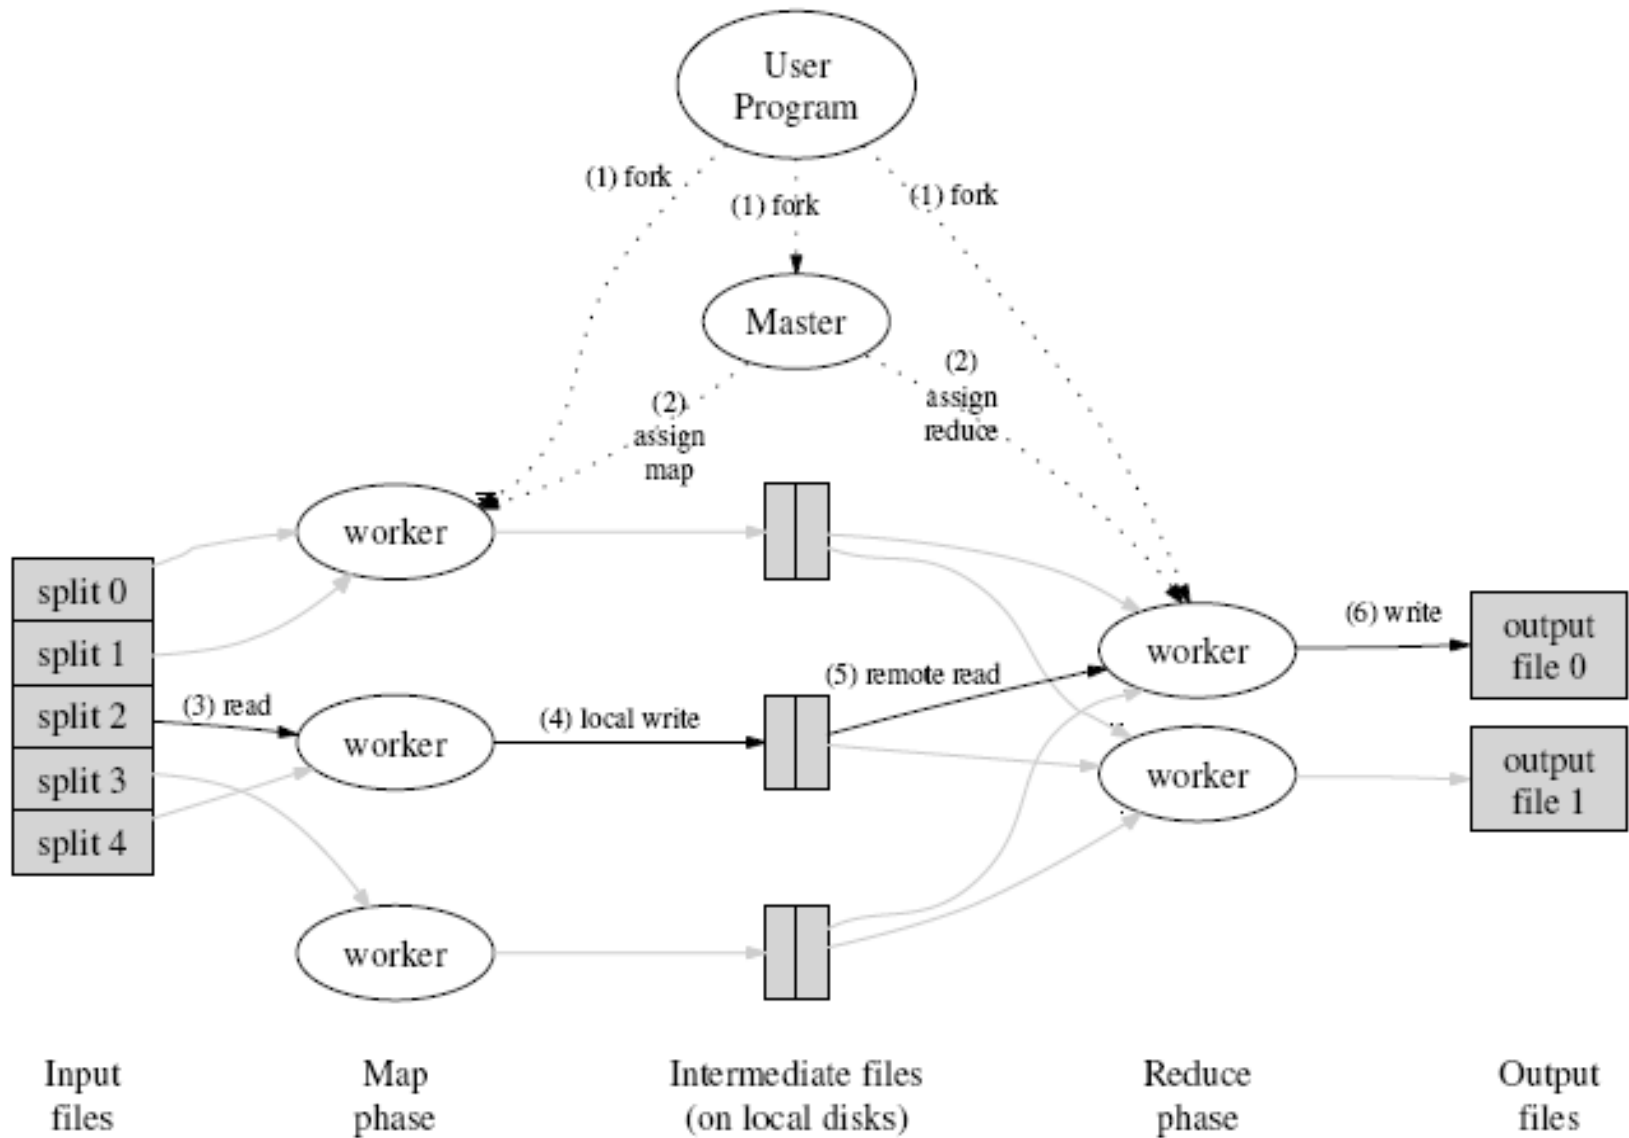 User
Program
(1) fork
(1) fork
(1) fork
Master
(2)
assign
map
(2)
assign
reduce
worker
split 0
split 1
split 2
split 3
split 4
(3) read
worker
(4) local write
(5) remote read
worker
(6) write
output
file 0
worker
output
file 1
worker
Input
files
Map
phase
Intermediate files
(on local disks)
Reduce
phase
Output
files